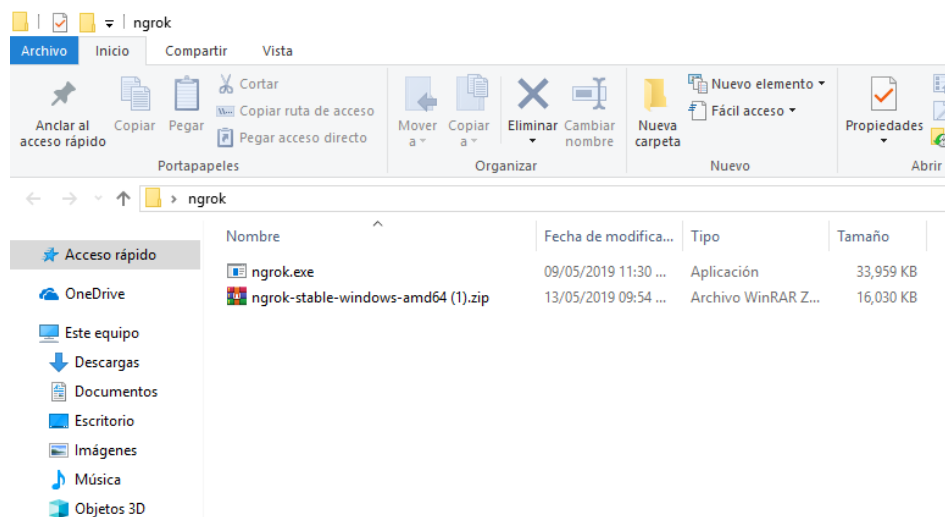 ngrok
Archivo Inicio Compartir Vista
Anclar al acceso rápido
Copiar
Pegar
Cortar
Copiar ruta de acceso
Pegar acceso directo
Portapapeles
Mover a
Copiar a
Eliminar
Cambiar nombre
Organizar
Nueva carpeta
Nuevo elemento
Fácil acceso
Nuevo
Propiedades
Abrir
ngrok
Nombre Fecha de modifica... Tipo Tamaño
ngrok.exe 09/05/2019 11:30 ... Aplicación 33,959 KB
ngrok-stable-windows-amd64 (1).zip 13/05/2019 09:54 ... Archivo WinRAR Z... 16,030 KB
Acceso rápido
OneDrive
Este equipo
Descargas
Documentos
Escritorio
Imágenes
Música
Objetos 3D